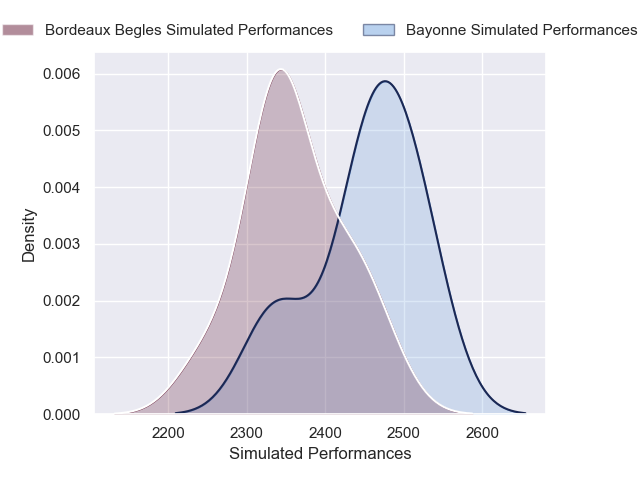 Bordeaux Begles Simulated Performances
Bayonne Simulated Performances
0.006
0.005
0.004
0.003
0.002
0.001
0.000
Density
2200 2300 2400 2500 2600
Simulated Performances